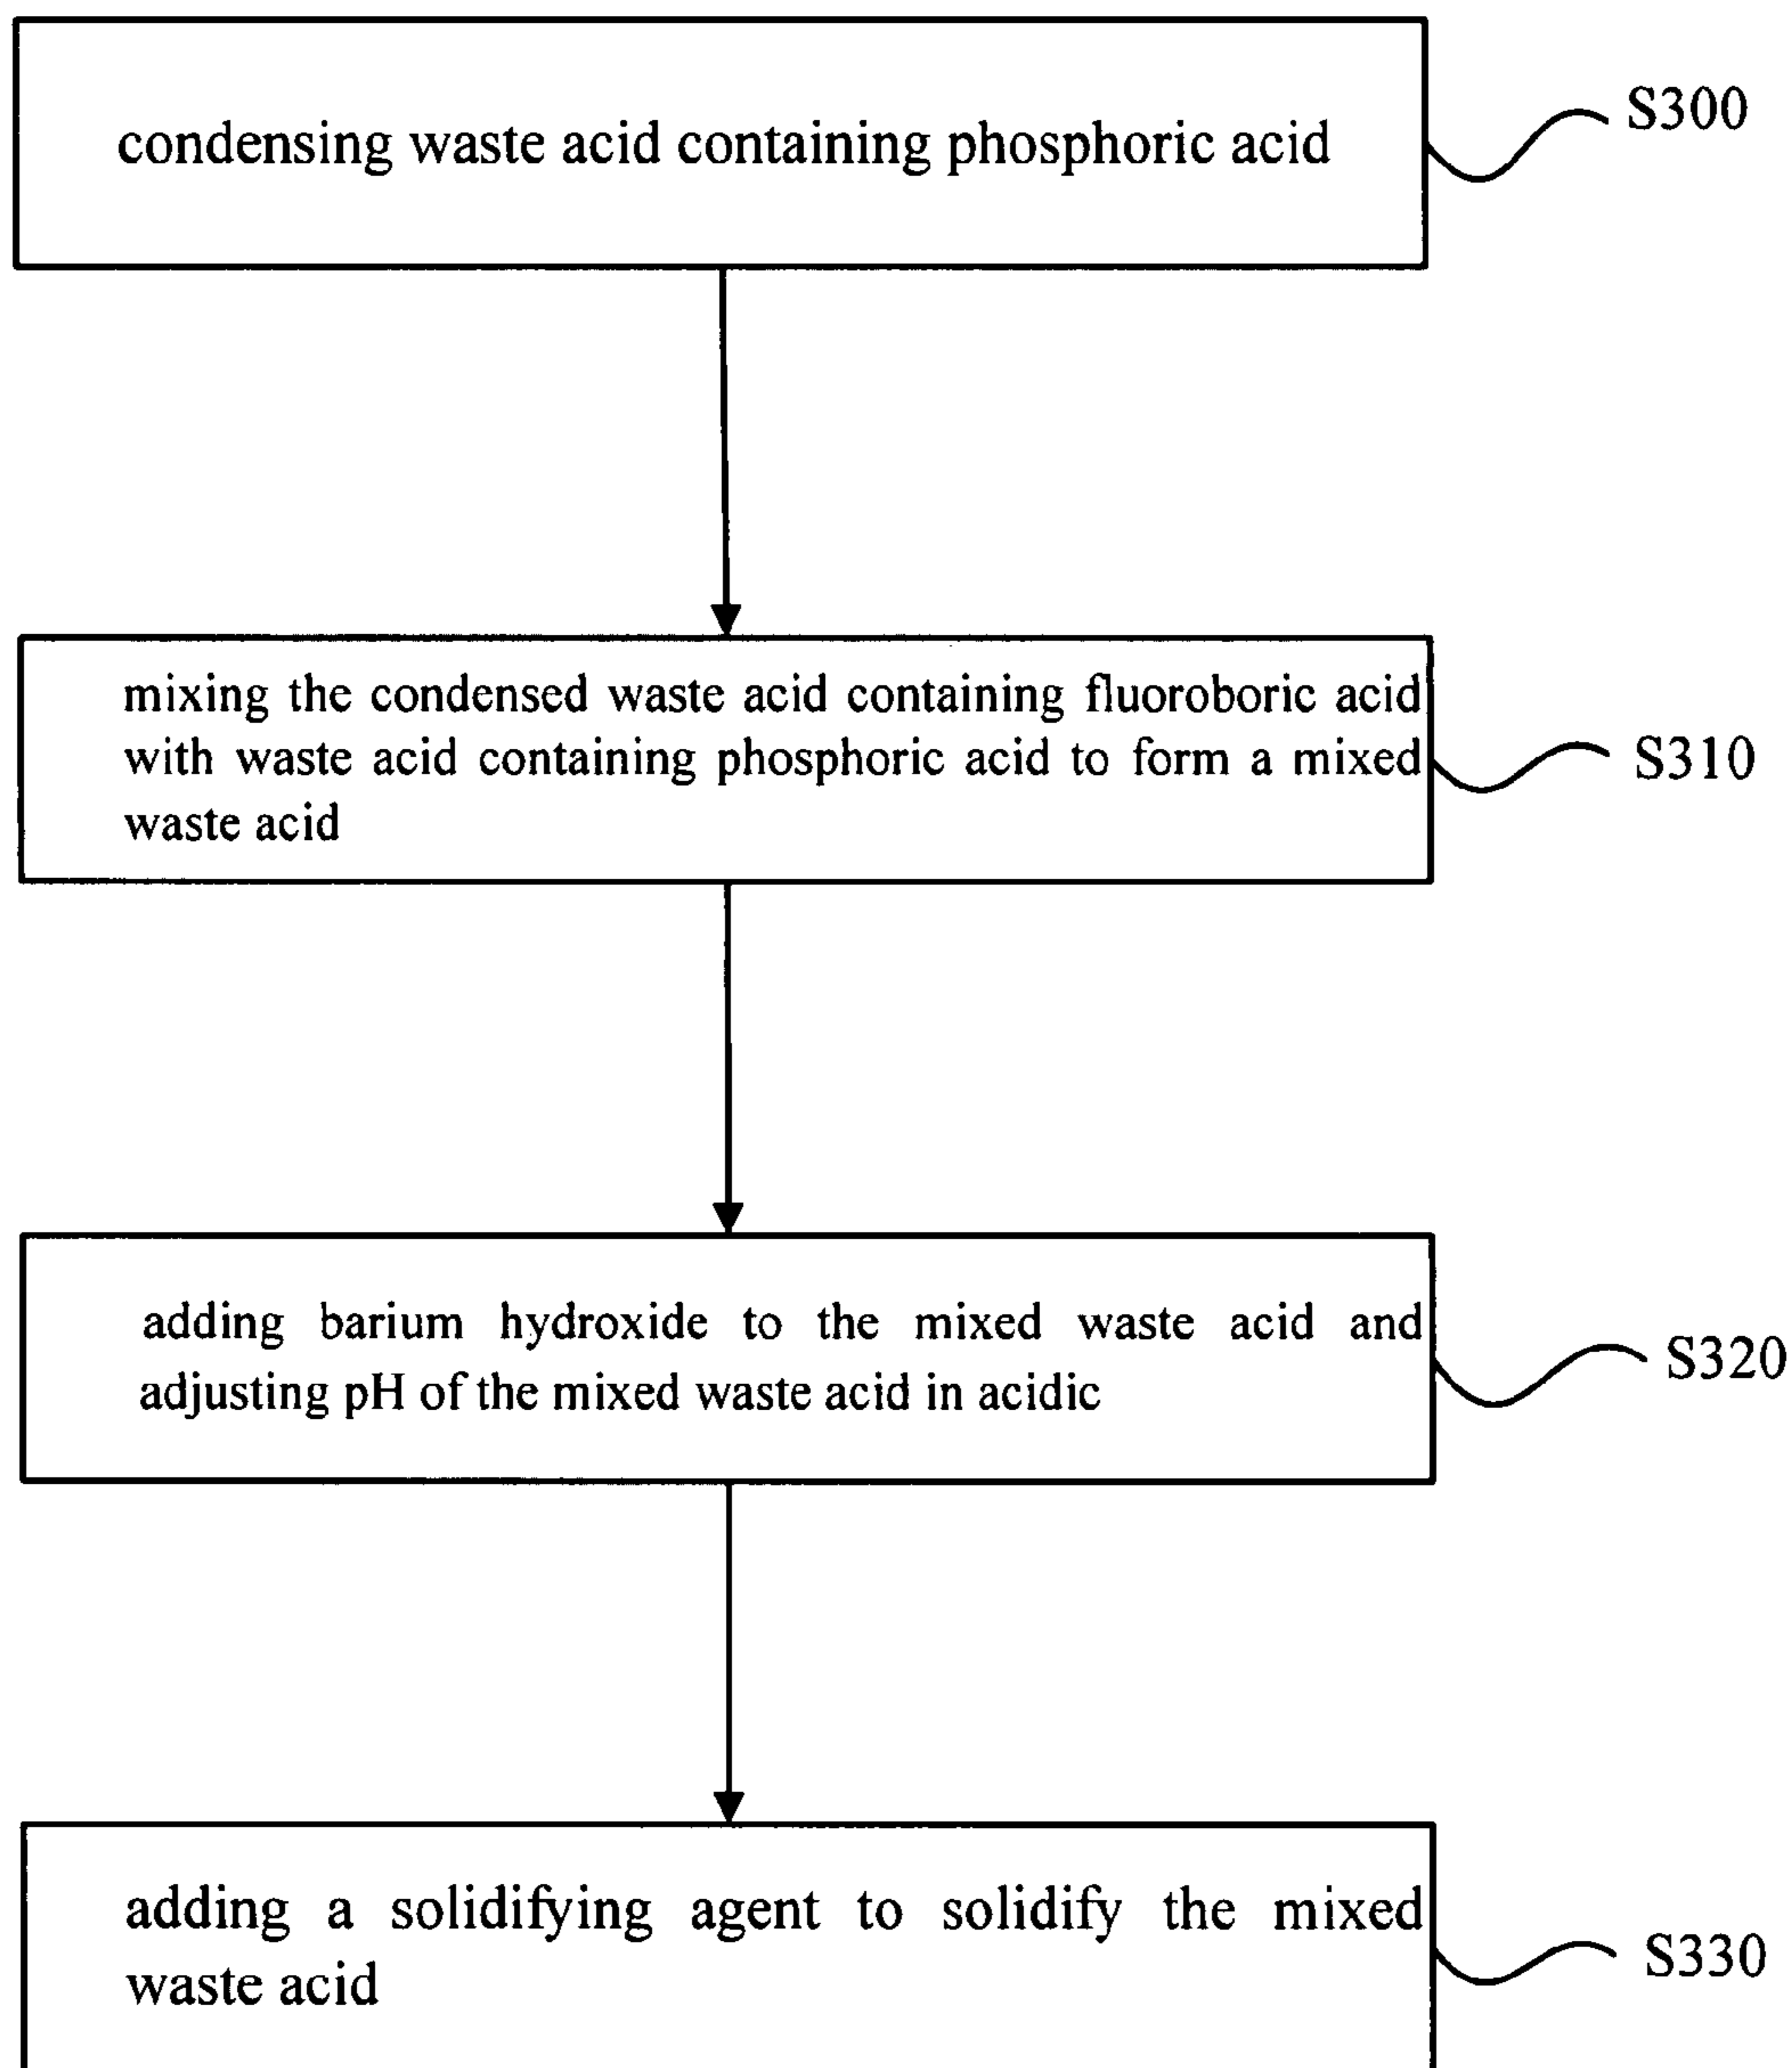 condensing waste acid containing phosphoric acid
S300
mixing the condensed waste acid containing fluoroboric acid
with waste acid containing phosphoric acid to form a mixed
waste acid
S310
adding barium hydroxide to the mixed waste acid and
adjusting pH of the mixed waste acid in acidic
S320
adding a solidifying agent to solidify the mixed
waste acid
S330